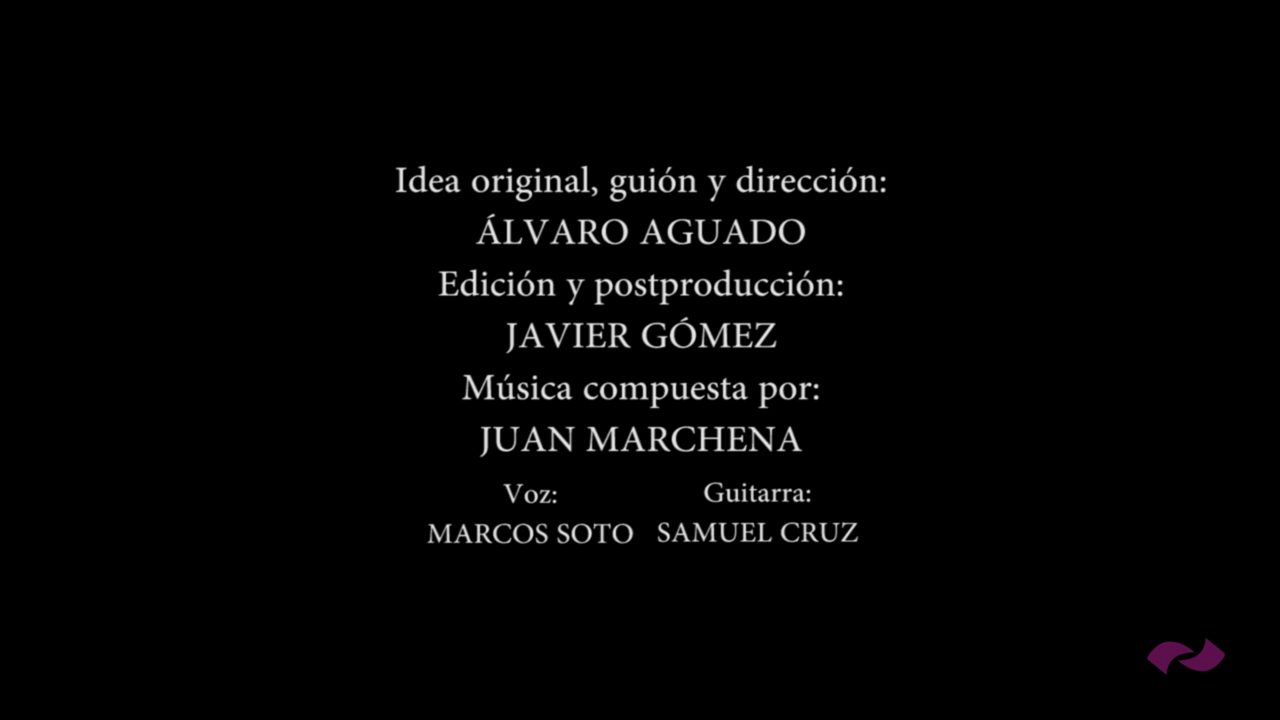 Idea original, guión y dirección:
ÁLVARO AGUADO
Edición y postproducción:
JAVIER GÓMEZ
Música compuesta por:
JUAN MARCHENA
Voz: Guitarra:
MARCOS SOTO SAMUEL CRUZ